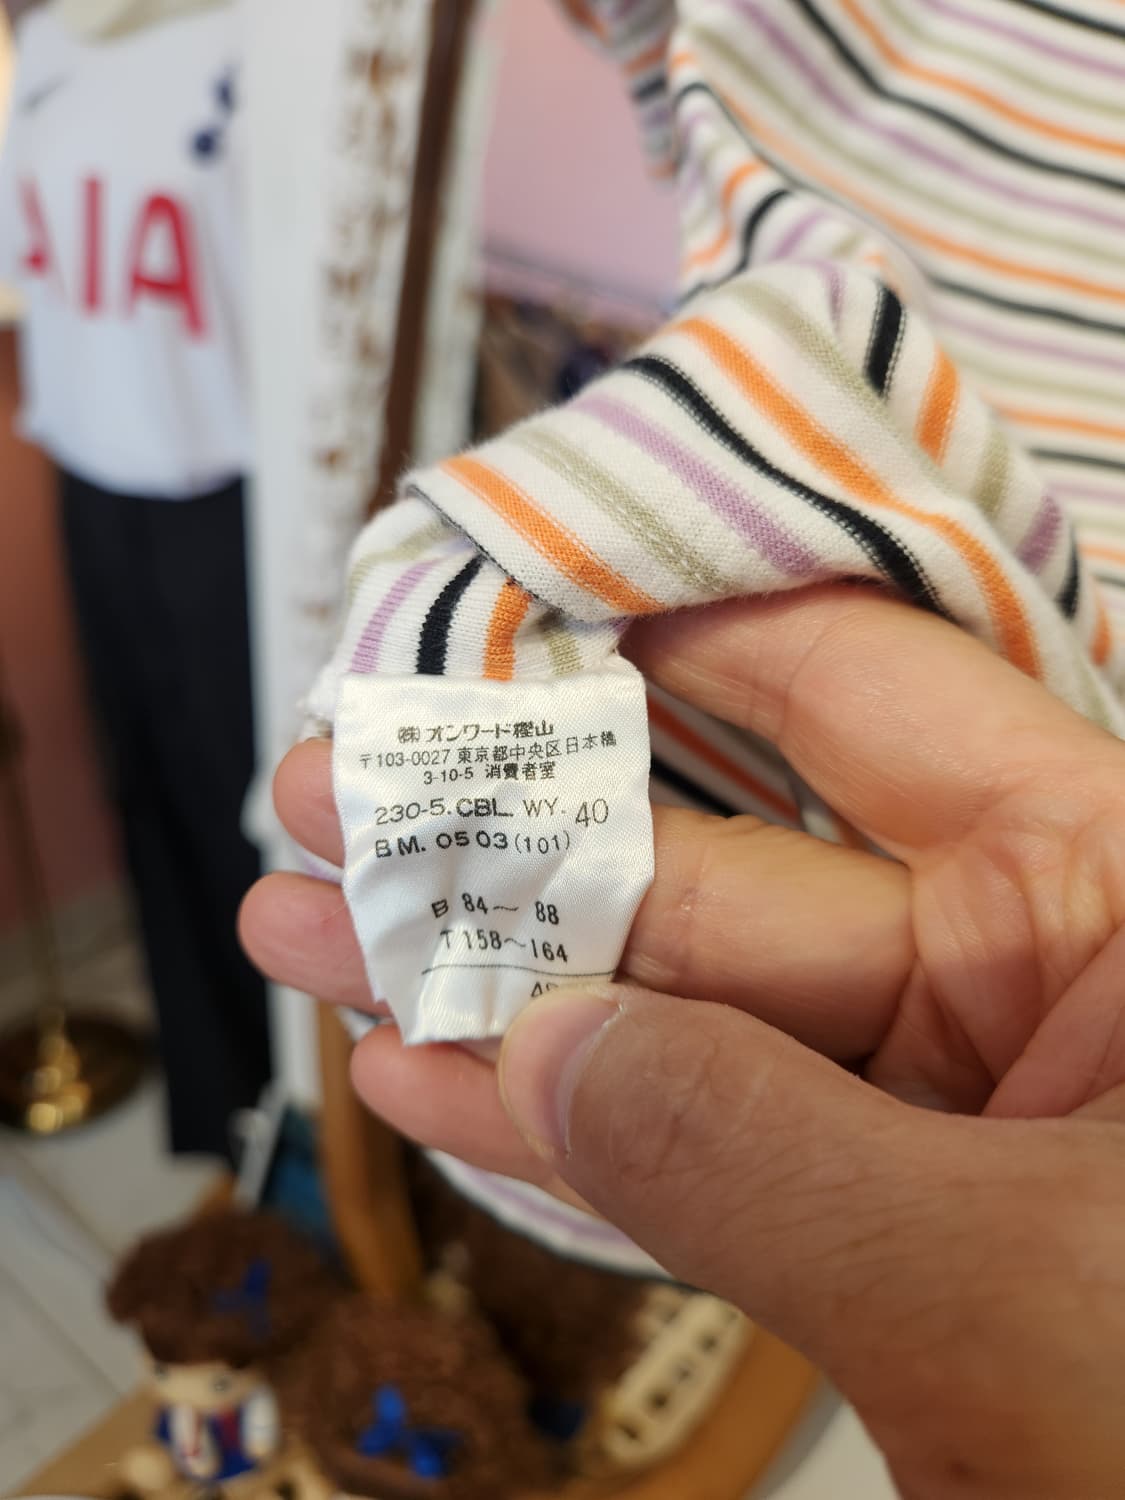 AIA
㈱オンワード樫山
〒103-0027 東京都中央区日本橋
3-10-5 消費者室
230-5. CBL. WY. 40
BM. 0503(101)
B 84〜 88
T 158〜164